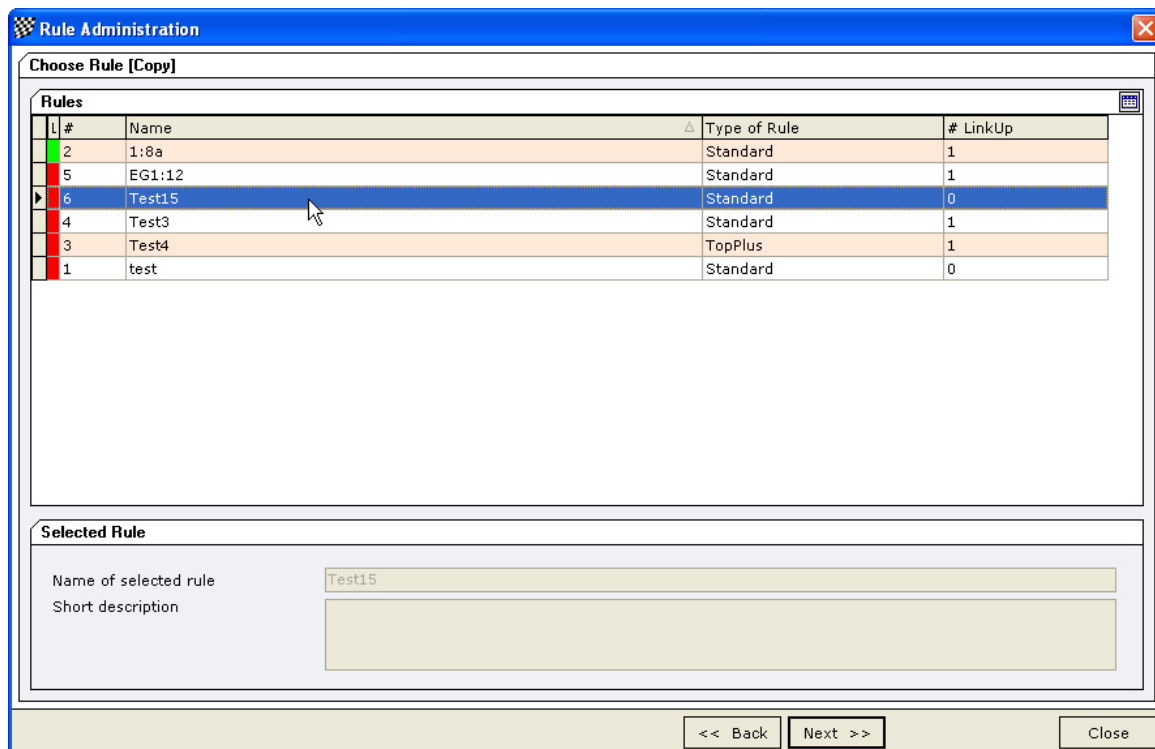 Rule Administration
Choose Rule [Copy]
Rules
L # Name Type of Rule # LinkUp
2 1:8a Standard 1
5 EG1:12 Standard 1
6 Test15 Standard 0
4 Test3 Standard 1
3 Test4 TopPlus 1
1 test Standard 0
Selected Rule
Name of selected rule Test15
Short description
<< Back Next >> Close